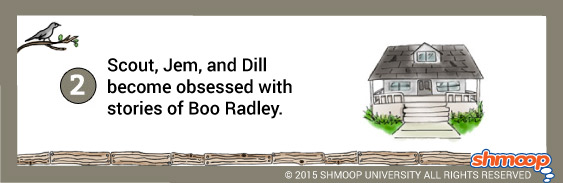 2
Scout, Jem, and Dill
become obsessed with
stories of Boo Radley.
shmoop
© 2015 SHMOOP UNIVERSITY ALL RIGHTS RESERVED